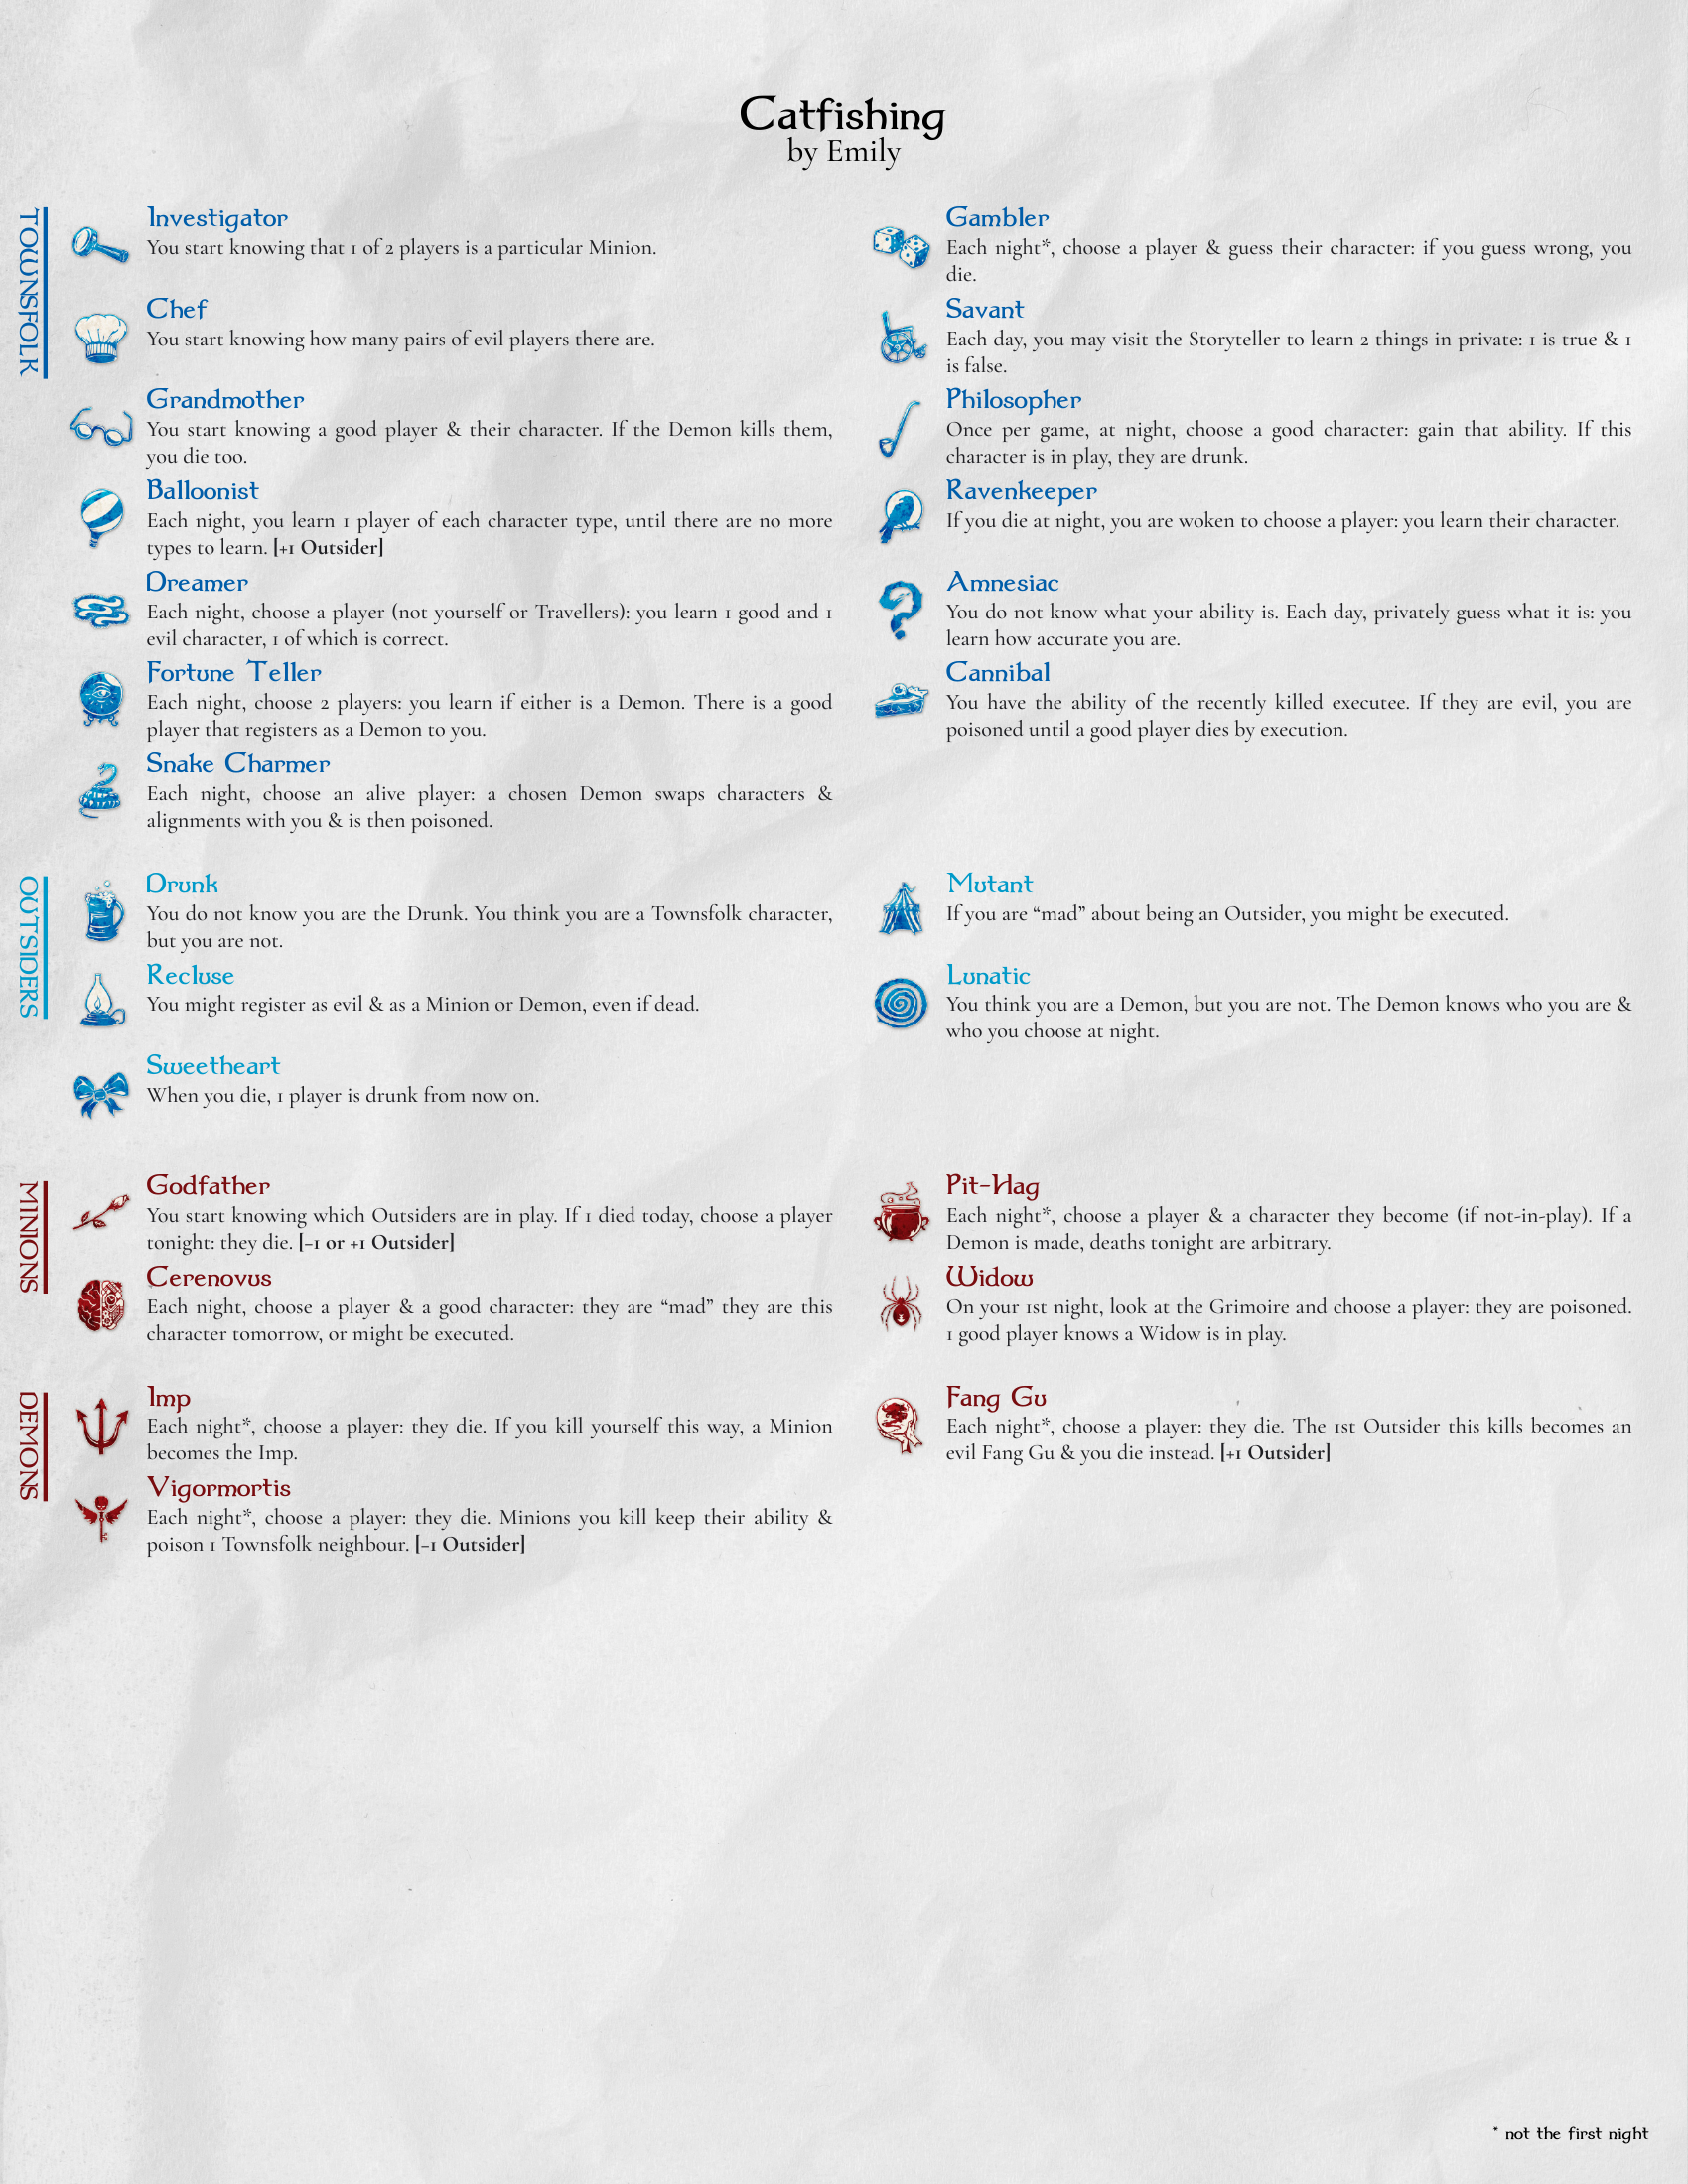 Catfishing
by Emily
TOWNSFOLK
Investigator
You start knowing that 1 of 2 players is a particular Minion.
Chef
You start knowing how many pairs of evil players there are.
Grandmother
You start knowing a good player & their character. If the Demon kills them,
you die too.
Balloonist
Each night, you learn 1 player of each character type, until there are no more
types to learn. [+1 Outsider]
Dreamer
Each night, choose a player (not yourself or Travellers): you learn 1 good and 1
evil character, 1 of which is correct.
Fortune Teller
Each night, choose 2 players: you learn if either is a Demon. There is a good
player that registers as a Demon to you.
Snake Charmer
Each night, choose an alive player: a chosen Demon swaps characters &
alignments with you & is then poisoned.
Gambler
Each night*, choose a player & guess their character: if you guess wrong, you
die.
Savant
Each day, you may visit the Storyteller to learn 2 things in private: 1 is true & 1
is false.
Philosopher
Once per game, at night, choose a good character: gain that ability. If this
character is in play, they are drunk.
Ravenkeeper
If you die at night, you are woken to choose a player: you learn their character.
Amnesiac
You do not know what your ability is. Each day, privately guess what it is: you
learn how accurate you are.
Cannibal
You have the ability of the recently killed executee. If they are evil, you are
poisoned until a good player dies by execution.
OUTSIDERS
Drunk
You do not know you are the Drunk. You think you are a Townsfolk character,
but you are not.
Recluse
You might register as evil & as a Minion or Demon, even if dead.
Sweetheart
When you die, 1 player is drunk from now on.
Mutant
If you are “mad” about being an Outsider, you might be executed.
Lunatic
You think you are a Demon, but you are not. The Demon knows who you are &
who you choose at night.
MINIONS
Godfather
You start knowing which Outsiders are in play. If 1 died today, choose a player
tonight: they die. [−1 or +1 Outsider]
Cerenovus
Each night, choose a player & a good character: they are “mad” they are this
character tomorrow, or might be executed.
Pit-Hag
Each night*, choose a player & a character they become (if not-in-play). If a
Demon is made, deaths tonight are arbitrary.
Widow
On your 1st night, look at the Grimoire and choose a player: they are poisoned.
1 good player knows a Widow is in play.
DEMONS
Imp
Each night*, choose a player: they die. If you kill yourself this way, a Minion
becomes the Imp.
Vigormortis
Each night*, choose a player: they die. Minions you kill keep their ability &
poison 1 Townsfolk neighbour. [−1 Outsider]
Fang Gu
Each night*, choose a player: they die. The 1st Outsider this kills becomes an
evil Fang Gu & you die instead. [+1 Outsider]
* not the first night